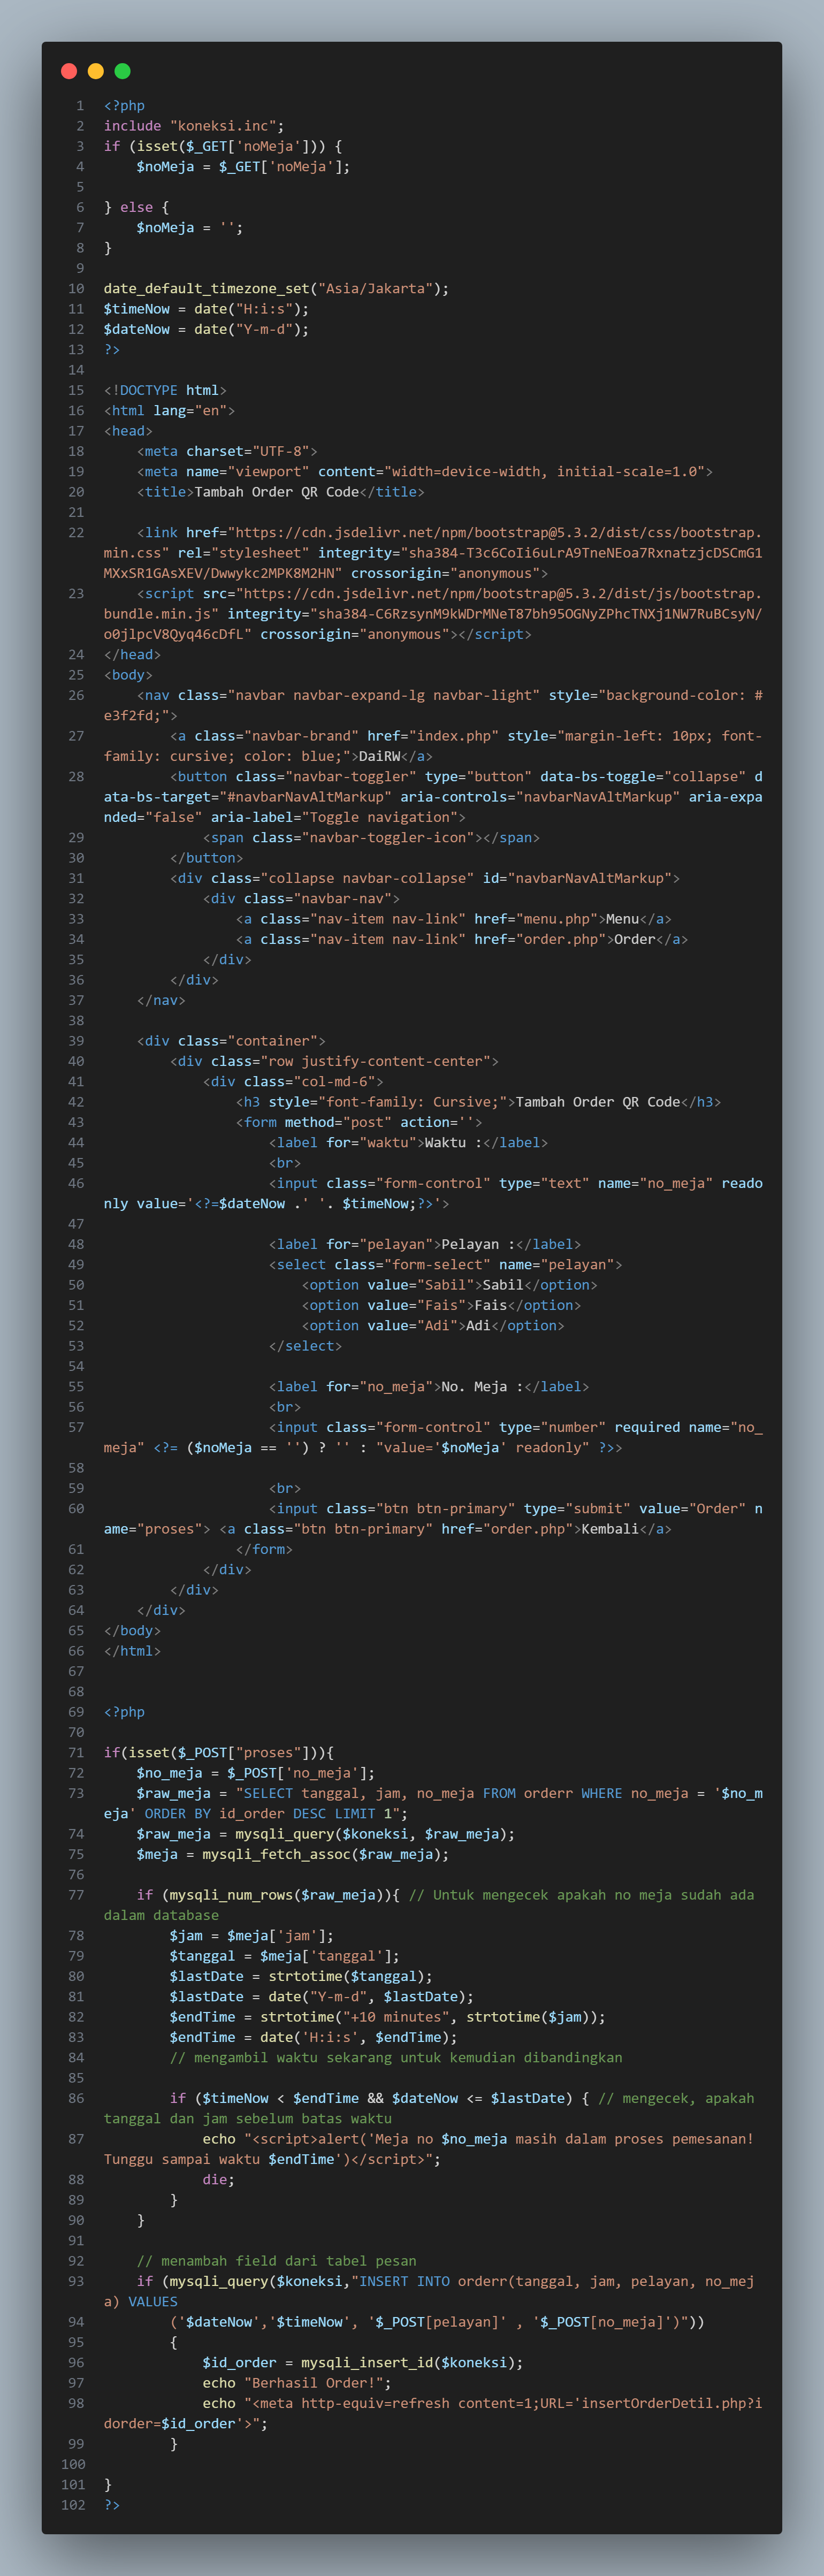 1 <?php
2 include "koneksi.inc";
3 if (isset($_GET['noMeja'])) {
4     $noMeja = $_GET['noMeja'];
5
6 } else {
7     $noMeja = '';
8 }
9
10 date_default_timezone_set("Asia/Jakarta");
11 $timeNow = date("H:i:s");
12 $dateNow = date("Y-m-d");
13 ?>
14
15 <!DOCTYPE html>
16 <html lang="en">
17 <head>
18     <meta charset="UTF-8">
19     <meta name="viewport" content="width=device-width, initial-scale=1.0">
20     <title>Tambah Order QR Code</title>
21
22     <link href="https://cdn.jsdelivr.net/npm/bootstrap@5.3.2/dist/css/bootstrap.
min.css" rel="stylesheet" integrity="sha384-T3c6CoIi6uLrA9TneNEoa7RxnatzjcDSCmG1
MXxSR1GAsXEV/Dwwykc2MPK8M2HN" crossorigin="anonymous">
23     <script src="https://cdn.jsdelivr.net/npm/bootstrap@5.3.2/dist/js/bootstrap.
bundle.min.js" integrity="sha384-C6RzsynM9kWDrMNeT87bh95OGNyZPhcTNXj1NW7RuBCsyN/
o0jlpcV8Qyq46cDfL" crossorigin="anonymous"></script>
24 </head>
25 <body>
26     <nav class="navbar navbar-expand-lg navbar-light" style="background-color: #
e3f2fd;">
27         <a class="navbar-brand" href="index.php" style="margin-left: 10px; font-
family: cursive; color: blue;">DaiRW</a>
28         <button class="navbar-toggler" type="button" data-bs-toggle="collapse" d
ata-bs-target="#navbarNavAltMarkup" aria-controls="navbarNavAltMarkup" aria-expa
nded="false" aria-label="Toggle navigation">
29             <span class="navbar-toggler-icon"></span>
30         </button>
31         <div class="collapse navbar-collapse" id="navbarNavAltMarkup">
32             <div class="navbar-nav">
33                 <a class="nav-item nav-link" href="menu.php">Menu</a>
34                 <a class="nav-item nav-link" href="order.php">Order</a>
35             </div>
36         </div>
37     </nav>
38
39     <div class="container">
40         <div class="row justify-content-center">
41             <div class="col-md-6">
42                 <h3 style="font-family: Cursive;">Tambah Order QR Code</h3>
43                 <form method="post" action=''>
44                     <label for="waktu">Waktu :</label>
45                     <br>
46                     <input class="form-control" type="text" name="no_meja" reado
nly value='<?=$dateNow .' '. $timeNow;?>'>
47
48                     <label for="pelayan">Pelayan :</label>
49                     <select class="form-select" name="pelayan">
50                         <option value="Sabil">Sabil</option>
51                         <option value="Fais">Fais</option>
52                         <option value="Adi">Adi</option>
53                     </select>
54
55                     <label for="no_meja">No. Meja :</label>
56                     <br>
57                     <input class="form-control" type="number" required name="no_
meja" <?= ($noMeja == '') ? '' : "value='$noMeja' readonly" ?>>
58
59                     <br>
60                     <input class="btn btn-primary" type="submit" value="Order" n
ame="proses"> <a class="btn btn-primary" href="order.php">Kembali</a>
61                 </form>
62             </div>
63         </div>
64     </div>
65 </body>
66 </html>
67
68
69 <?php
70
71 if(isset($_POST["proses"])){
72     $no_meja = $_POST['no_meja'];
73     $raw_meja = "SELECT tanggal, jam, no_meja FROM orderr WHERE no_meja = '$no_m
eja' ORDER BY id_order DESC LIMIT 1";
74     $raw_meja = mysqli_query($koneksi, $raw_meja);
75     $meja = mysqli_fetch_assoc($raw_meja);
76
77     if (mysqli_num_rows($raw_meja)){ // Untuk mengecek apakah no meja sudah ada
dalam database
78         $jam = $meja['jam'];
79         $tanggal = $meja['tanggal'];
80         $lastDate = strtotime($tanggal);
81         $lastDate = date("Y-m-d", $lastDate);
82         $endTime = strtotime("+10 minutes", strtotime($jam));
83         $endTime = date('H:i:s', $endTime);
84         // mengambil waktu sekarang untuk kemudian dibandingkan
85
86         if ($timeNow < $endTime && $dateNow <= $lastDate) { // mengecek, apakah
tanggal dan jam sebelum batas waktu
87             echo "<script>alert('Meja no $no_meja masih dalam proses pemesanan!
Tunggu sampai waktu $endTime')</script>";
88             die;
89         }
90     }
91
92     // menambah field dari tabel pesan
93     if (mysqli_query($koneksi,"INSERT INTO orderr(tanggal, jam, pelayan, no_mej
a) VALUES
94         ('$dateNow','$timeNow', '$_POST[pelayan]' , '$_POST[no_meja]')"))
95         {
96             $id_order = mysqli_insert_id($koneksi);
97             echo "Berhasil Order!";
98             echo "<meta http-equiv=refresh content=1;URL='insertOrderDetil.php?i
dorder=$id_order'>";
99         }
100
101 }
102 ?>